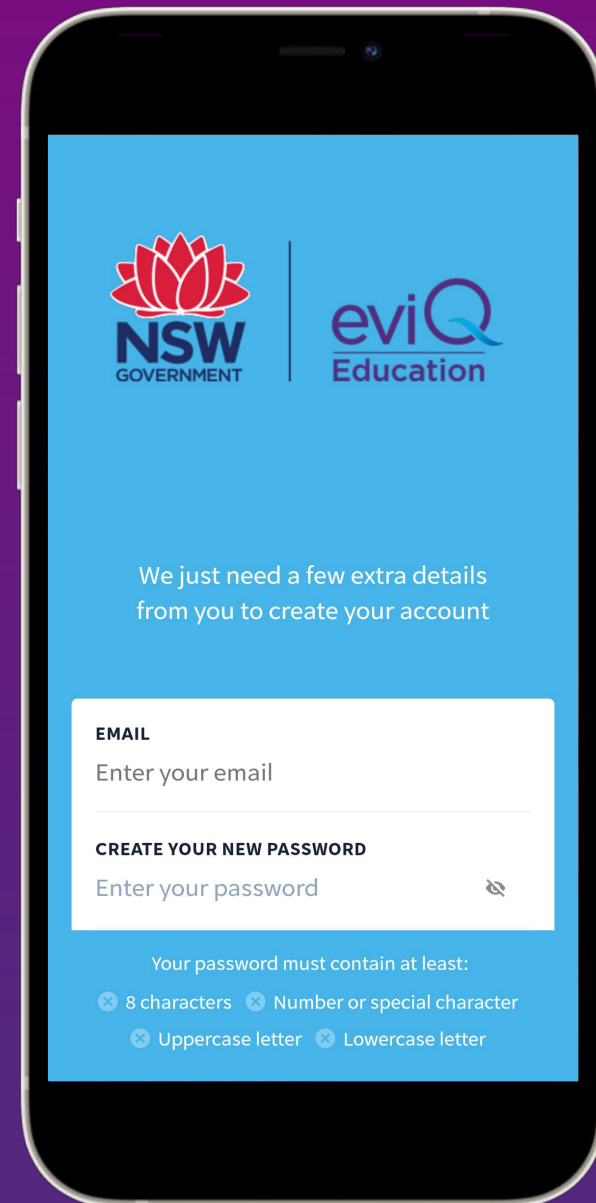 NSW
GOVERNMENT
eviQ
Education
We just need a few extra details
from you to create your account
EMAIL
Enter your email
CREATE YOUR NEW PASSWORD
Enter your password
Your password must contain at least:
8 characters Number or special character
Uppercase letter Lowercase letter